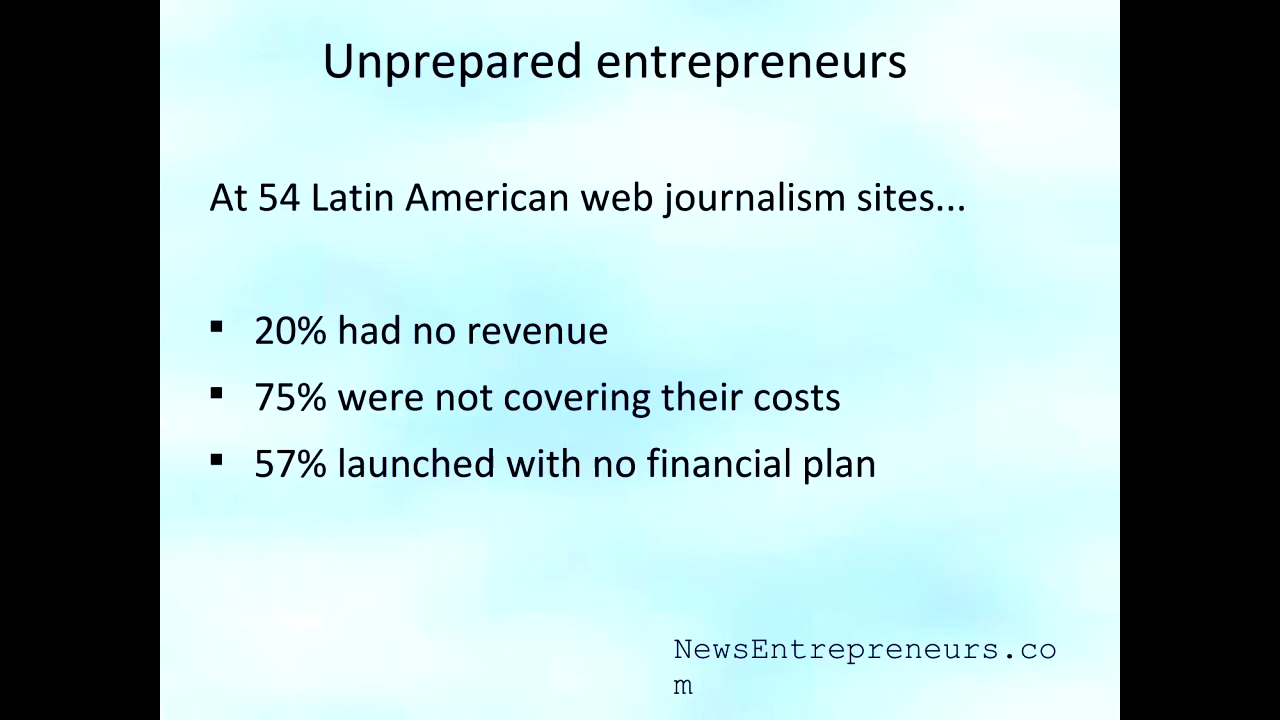 Unprepared entrepreneurs
At 54 Latin American web journalism sites...
▪ 20% had no revenue
▪ 75% were not covering their costs
▪ 57% launched with no financial plan
NewsEntrepreneurs.co
m